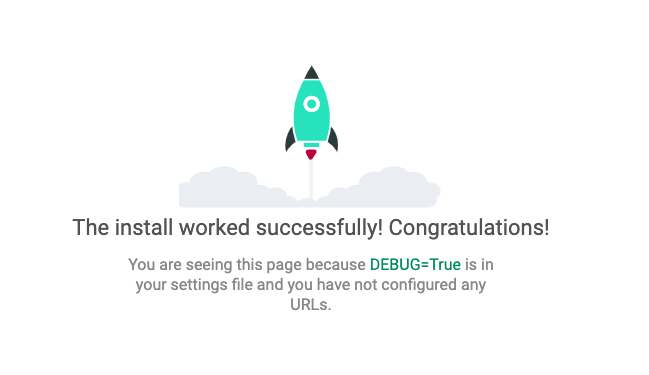 The install worked successfully! Congratulations!
You are seeing this page because DEBUG=True is in
your settings file and you have not configured any
URLs.